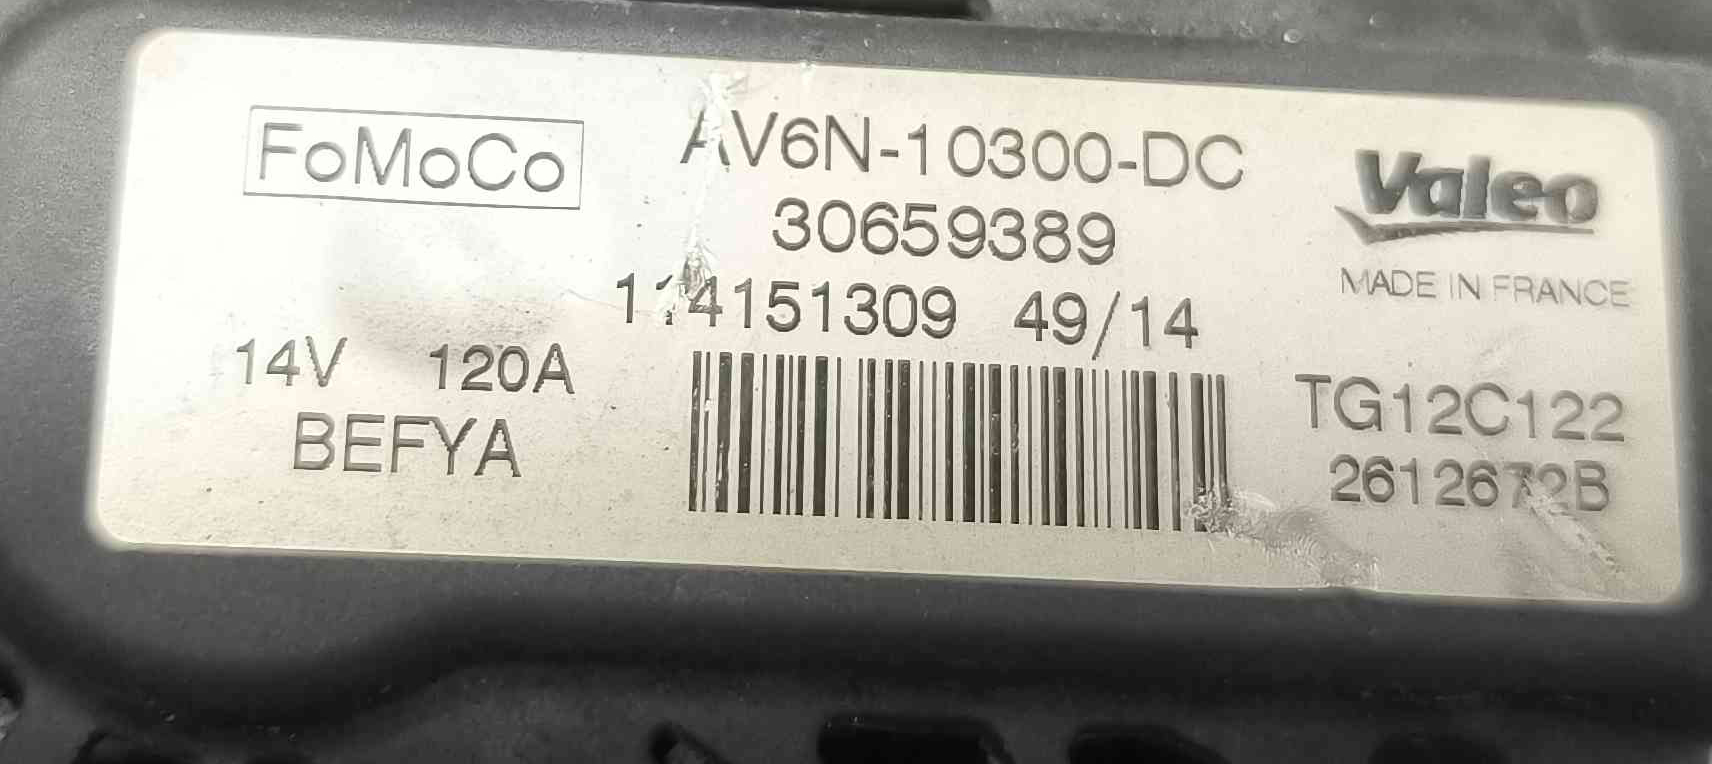 FoMoCo
AV6N-10300-DC
30659389
49/14
14V 120A
BEFYA
Valeo
MADE IN FRANCE
TG12C122
2612672B